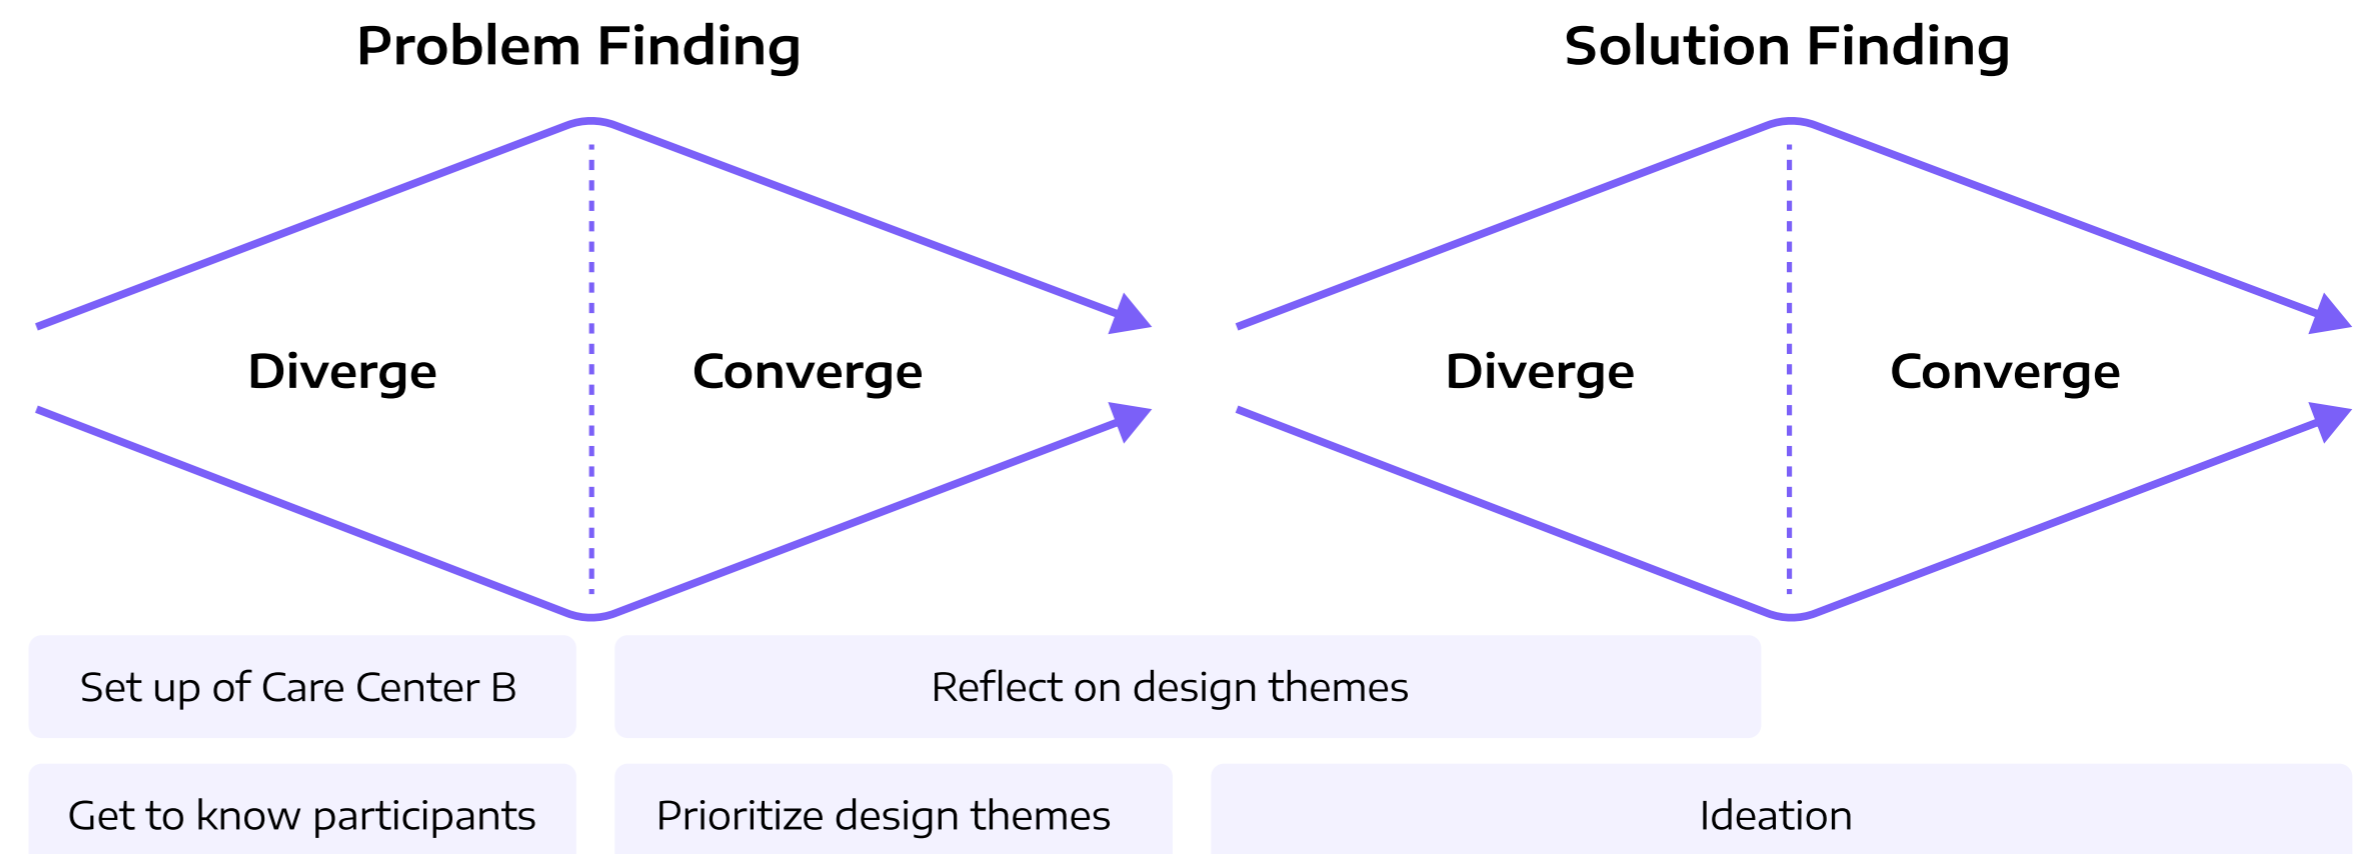 Problem Finding
Solution Finding
Diverge
Converge
Diverge
Converge
Set up of Care Center B
Reflect on design themes
Get to know participants
Prioritize design themes
Ideation